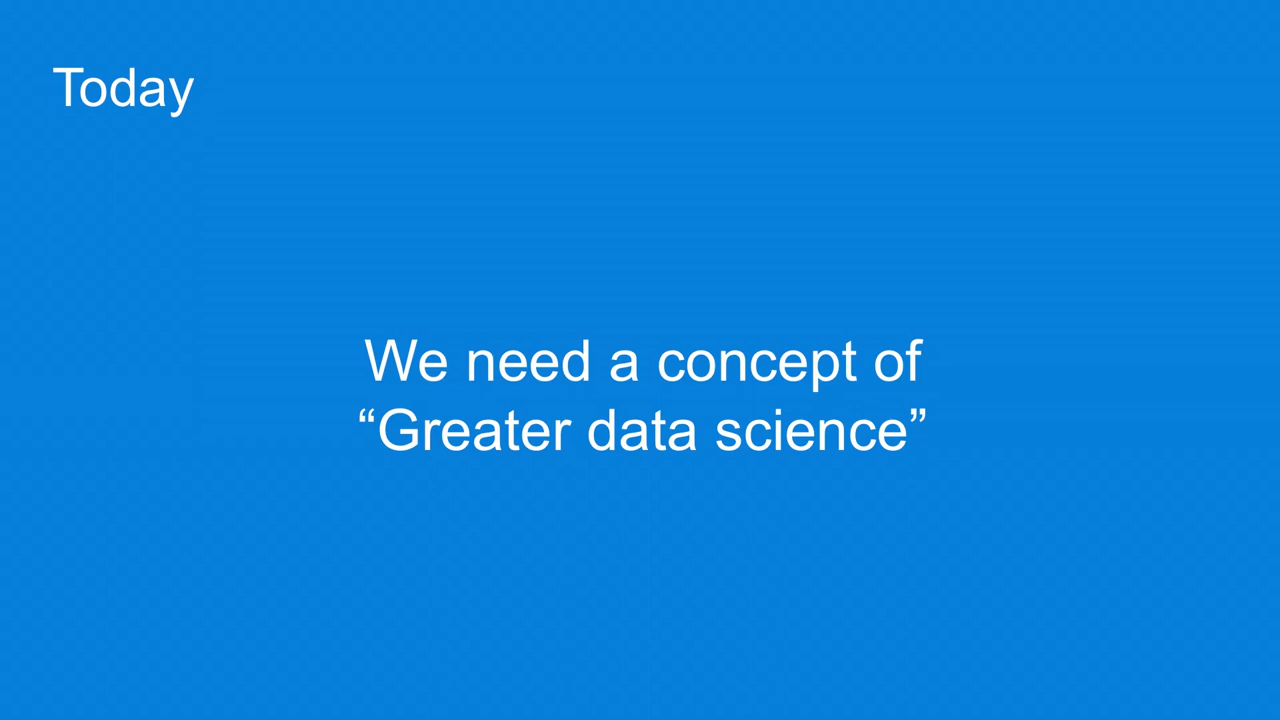 Today
We need a concept of
“Greater data science”